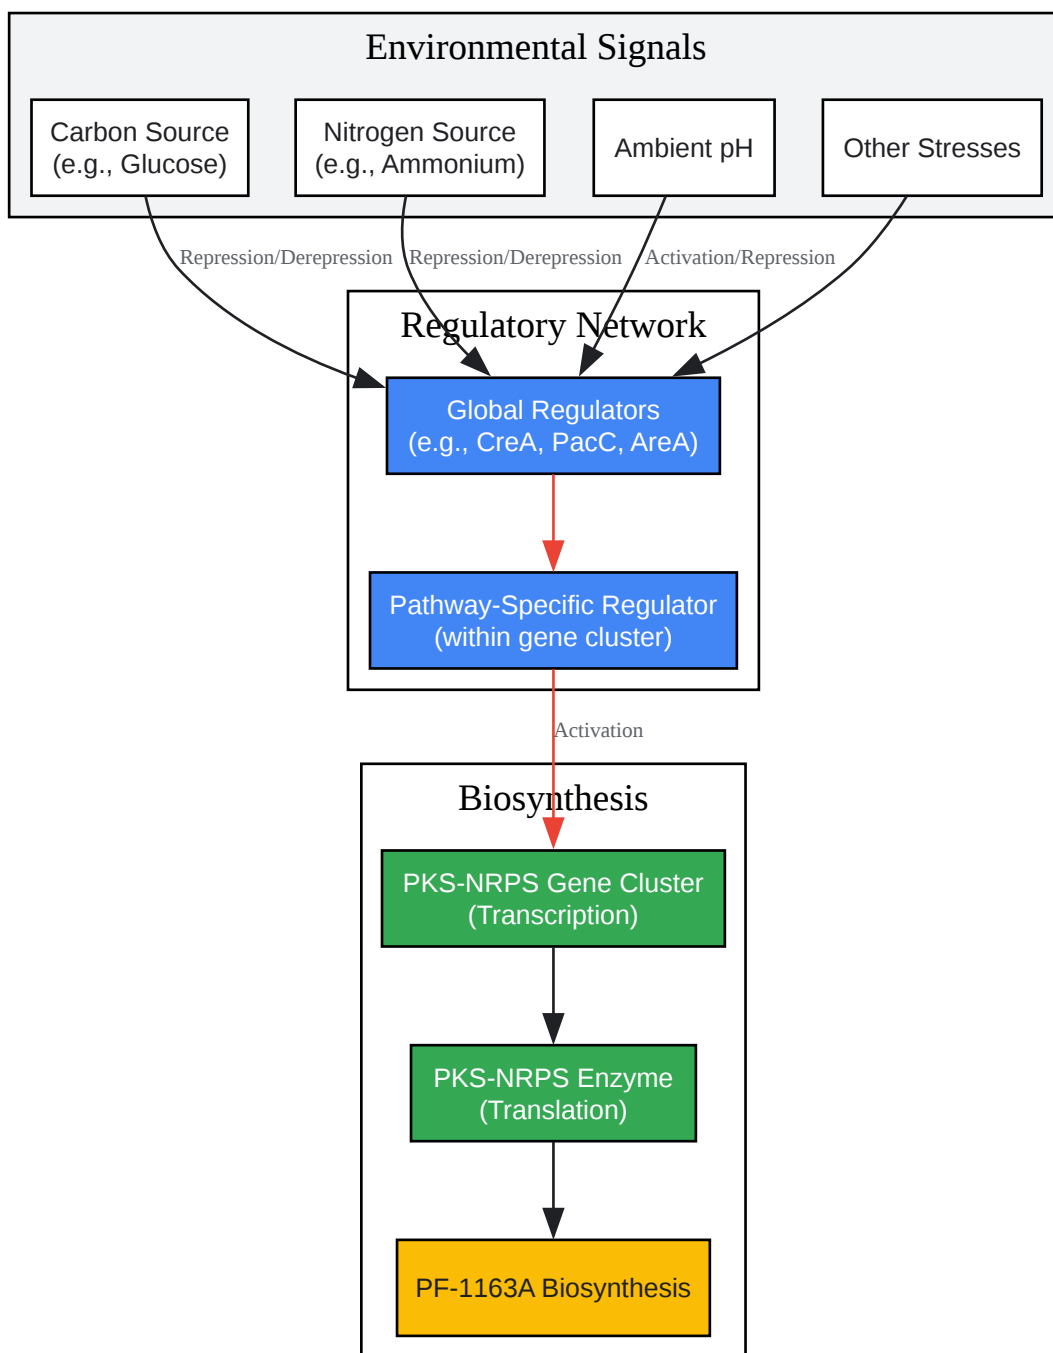 Environmental Signals
Carbon Source
(e.g., Glucose)
Nitrogen Source
(e.g., Ammonium)
Ambient pH
Other Stresses
Repression/Derepression
Repression/Derepression
Activation/Repression
Regulatory Network
Global Regulators
(e.g., CreA, PacC, AreA)
Pathway-Specific Regulator
(within gene cluster)
Activation
Biosynthesis
PKS-NRPS Gene Cluster
(Transcription)
PKS-NRPS Enzyme
(Translation)
PF-1163A Biosynthesis